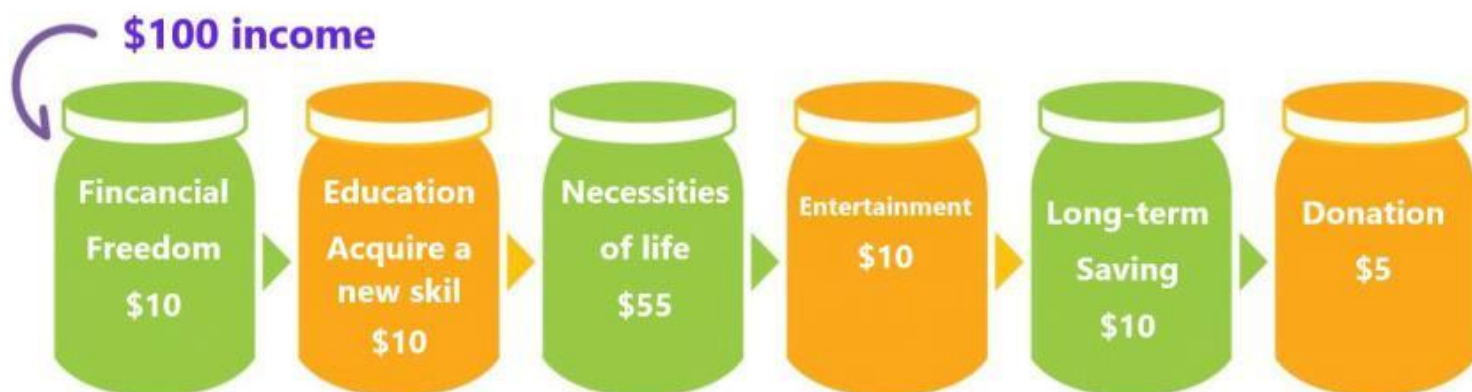 $100 income
Fincancial
Freedom
$10
Education
Acquire a
new skil
$10
Necessities
of life
$55
Entertainment
$10
Long-term
Saving
$10
Donation
$5